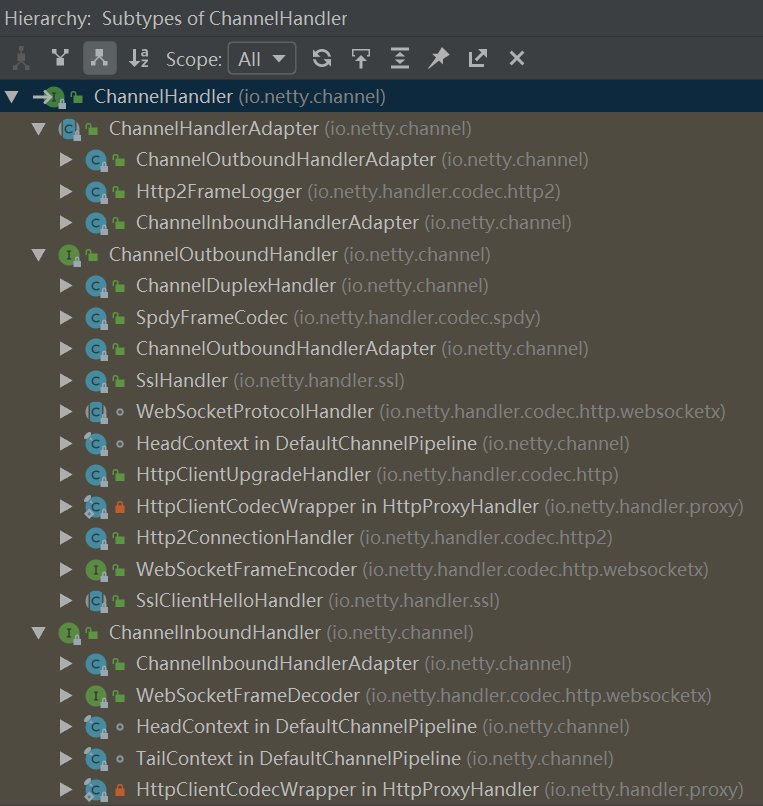 Hierarchy: Subtypes of ChannelHandler
Scope: All
ChannelHandler (io.netty.channel)
ChannelHandlerAdapter (io.netty.channel)
ChannelOutboundHandlerAdapter (io.netty.channel)
Http2FrameLogger (io.netty.handler.codec.http2)
ChannelInboundHandlerAdapter (io.netty.channel)
ChannelOutboundHandler (io.netty.channel)
ChannelDuplexHandler (io.netty.channel)
SpdyFrameCodec (io.netty.handler.codec.spdy)
ChannelOutboundHandlerAdapter (io.netty.channel)
SslHandler (io.netty.handler.ssl)
WebSocketProtocolHandler (io.netty.handler.codec.http.websocketx)
HeadContext in DefaultChannelPipeline (io.netty.channel)
HttpClientUpgradeHandler (io.netty.handler.codec.http)
HttpClientCodecWrapper in HttpProxyHandler (io.netty.handler.proxy)
Http2ConnectionHandler (io.netty.handler.codec.http2)
WebSocketFrameEncoder (io.netty.handler.codec.http.websocketx)
SslClientHelloHandler (io.netty.handler.ssl)
ChannelInboundHandler (io.netty.channel)
ChannelInboundHandlerAdapter (io.netty.channel)
WebSocketFrameDecoder (io.netty.handler.codec.http.websocketx)
HeadContext in DefaultChannelPipeline (io.netty.channel)
TailContext in DefaultChannelPipeline (io.netty.channel)
HttpClientCodecWrapper in HttpProxyHandler (io.netty.handler.proxy)